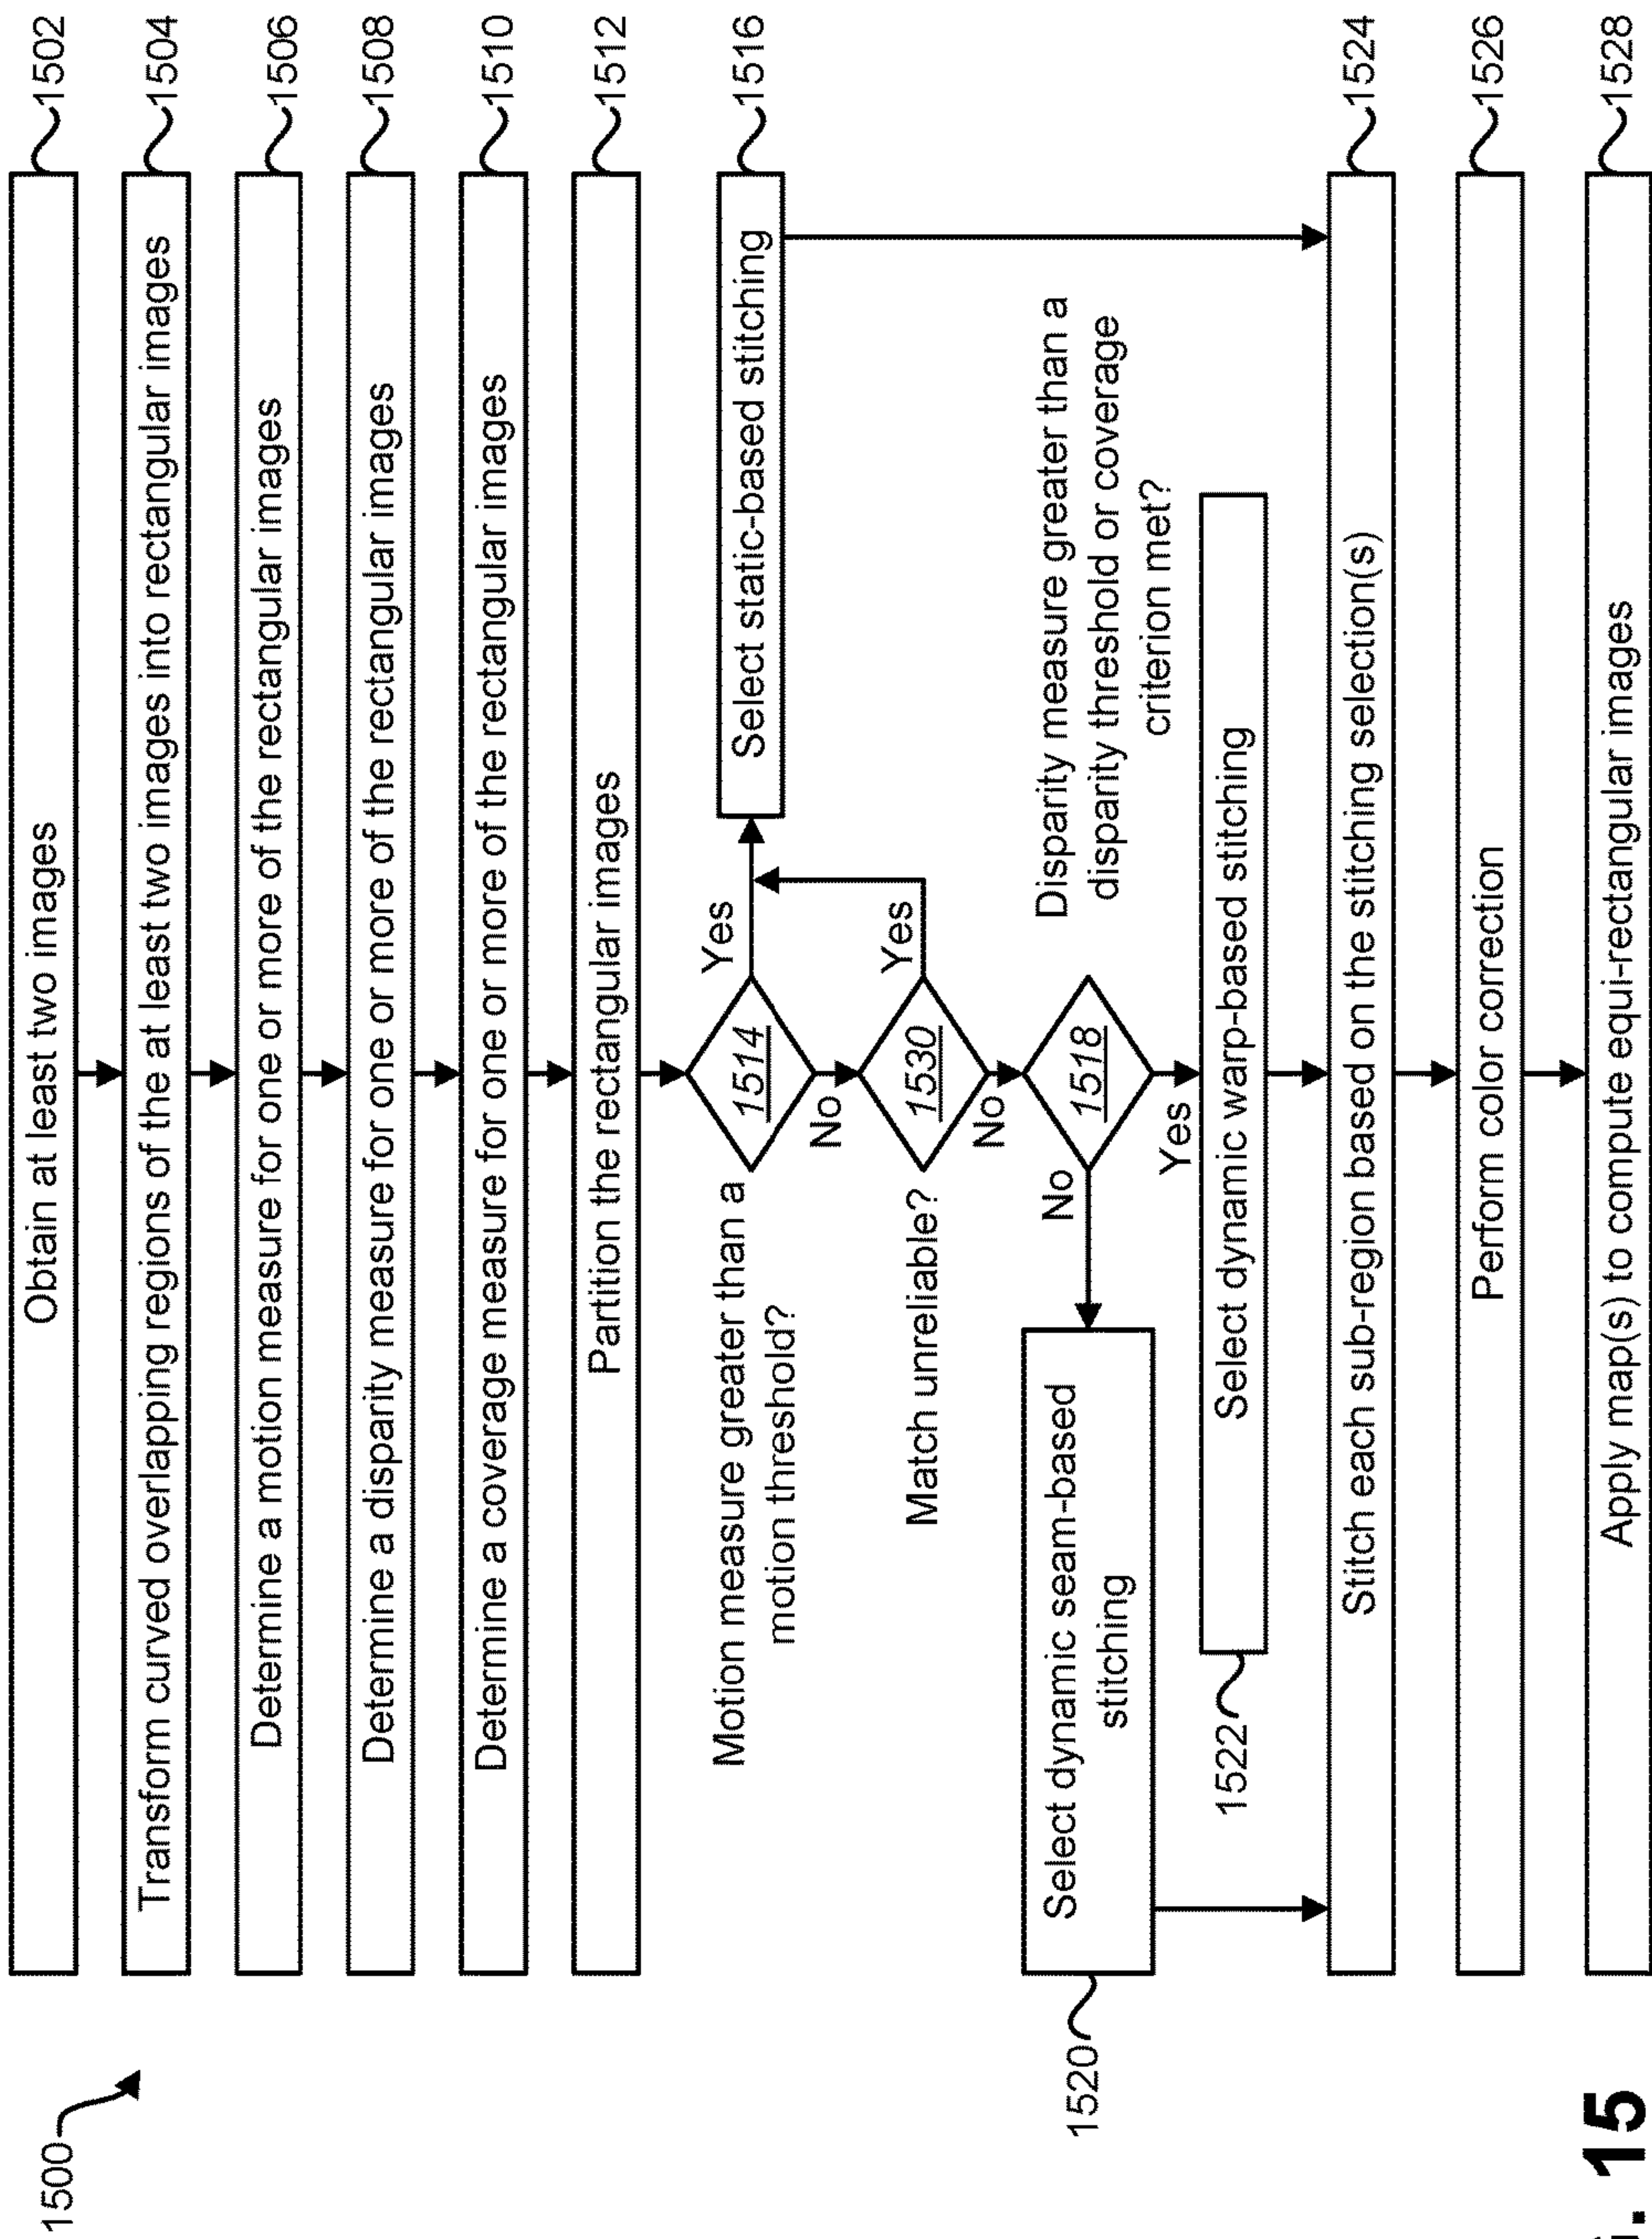 1500
Obtain at least two images
1502
Transform curved overlapping regions of the at least two images into rectangular images
1504
Determine a motion measure for one or more of the rectangular images
1506
Determine a disparity measure for one or more of the rectangular images
1508
Determine a coverage measure for one or more of the rectangular images
1510
Partition the rectangular images
1512
Motion measure greater than a
motion threshold?
1514
Yes
No
Select static-based stitching
1516
Match unreliable?
1530
Yes
No
Disparity measure greater than a
disparity threshold or coverage
criterion met?
1518
No
Yes
1520
Select dynamic seam-based
stitching
1522
Select dynamic warp-based stitching
Stitch each sub-region based on the stitching selection(s)
1524
Perform color correction
1526
Apply map(s) to compute equi-rectangular images
1528
15